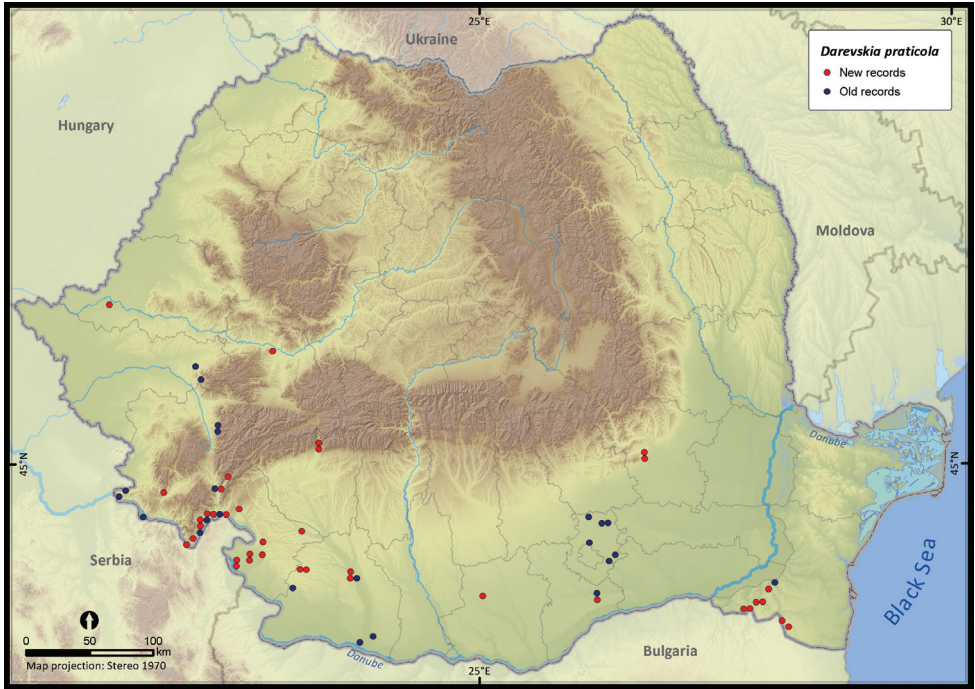 25°E
30°E
Ukraine
Darevskia praticola
New records
Old records
Hungary
Moldova
Danube
45°N
45°N
Serbia
Black Sea
0 50 100
km
Map projection: Stereo 1970
Danube
Bulgaria
25°E